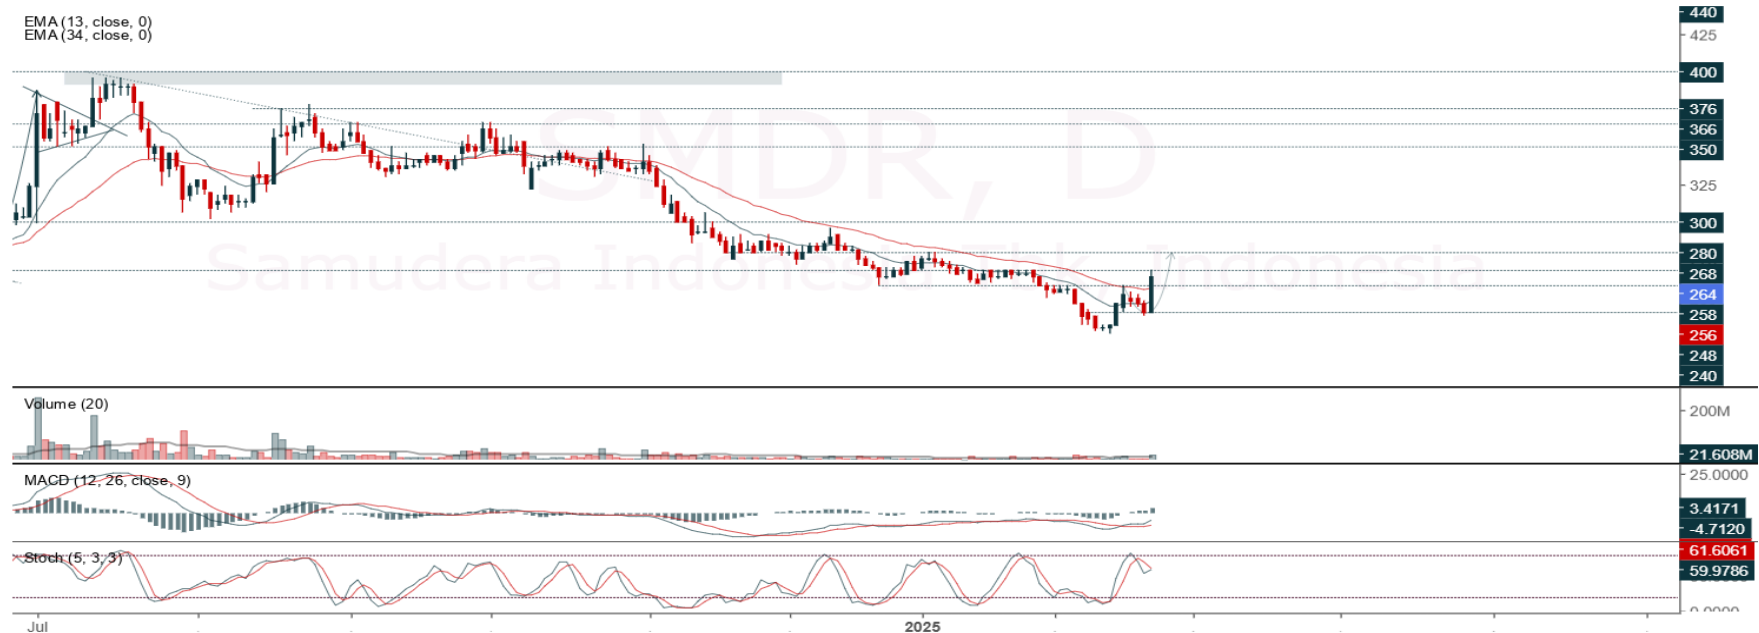 EMA (13, close, 0)
EMA (34, close, 0)
SMDR, D
Samudera Indonesia Tbk, Indonesia
440
425
400
376
366
350
325
300
280
268
264
258
256
248
240
Volume (20)
200M
21.608M
MACD (12, 26, close, 9)
25.0000
3.4171
-4.7120
Stoch (5, 3, 3)
61.6061
59.9786
0.0000
Jul
2025